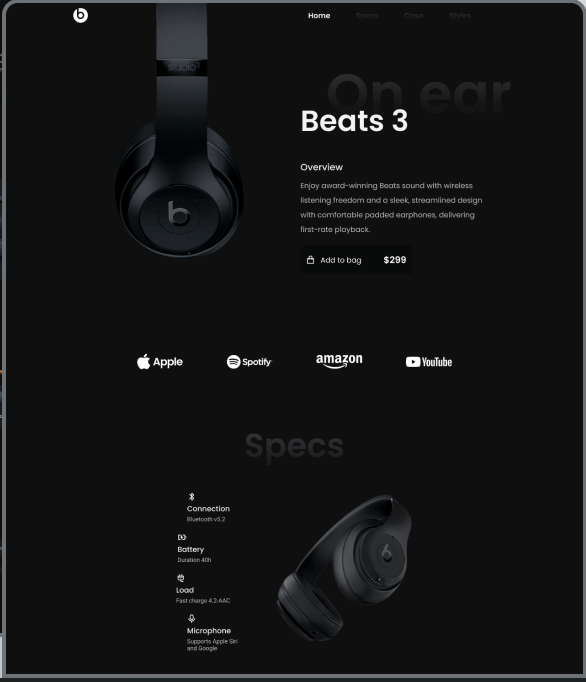 Home Specs Case Styles
studio3
On ear
Beats 3
Overview
Enjoy award-winning Beats sound with wireless
listening freedom and a sleek, streamlined design
with comfortable padded earphones, delivering
first-rate playback.
Add to bag $299
Apple Spotify amazon YouTube
Specs
Connection
Bluetooth v5.2
Battery
Duration 40h
Load
Fast charge 4.2-AAC
Microphone
Supports Apple Siri
and Google